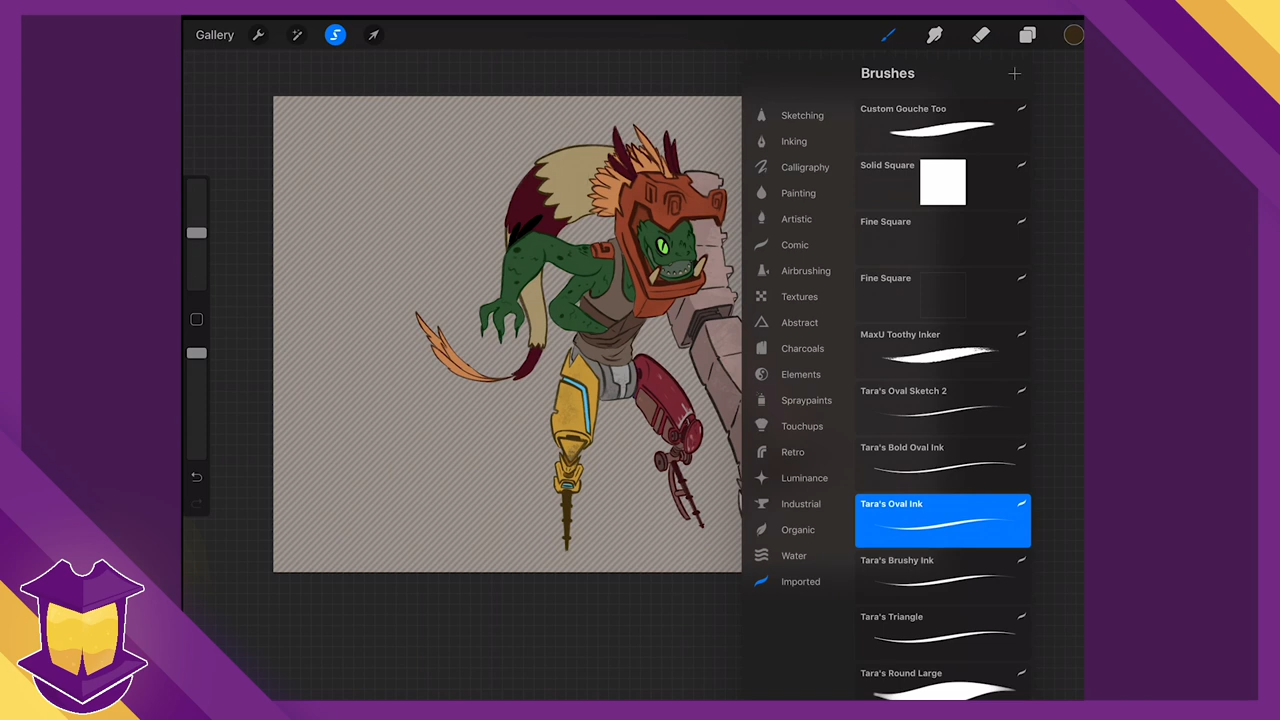 Gallery
Brushes
Sketching
Inking
Calligraphy
Painting
Artistic
Comic
Airbrushing
Textures
Abstract
Charcoals
Elements
Spraypaints
Touchups
Retro
Luminance
Industrial
Organic
Water
Imported
Custom Gouche Too
Solid Square
Fine Square
Fine Square
MaxU Toothy Inker
Tara's Oval Sketch 2
Tara's Bold Oval Ink
Tara's Oval Ink
Tara's Brushy Ink
Tara's Triangle
Tara's Round Large